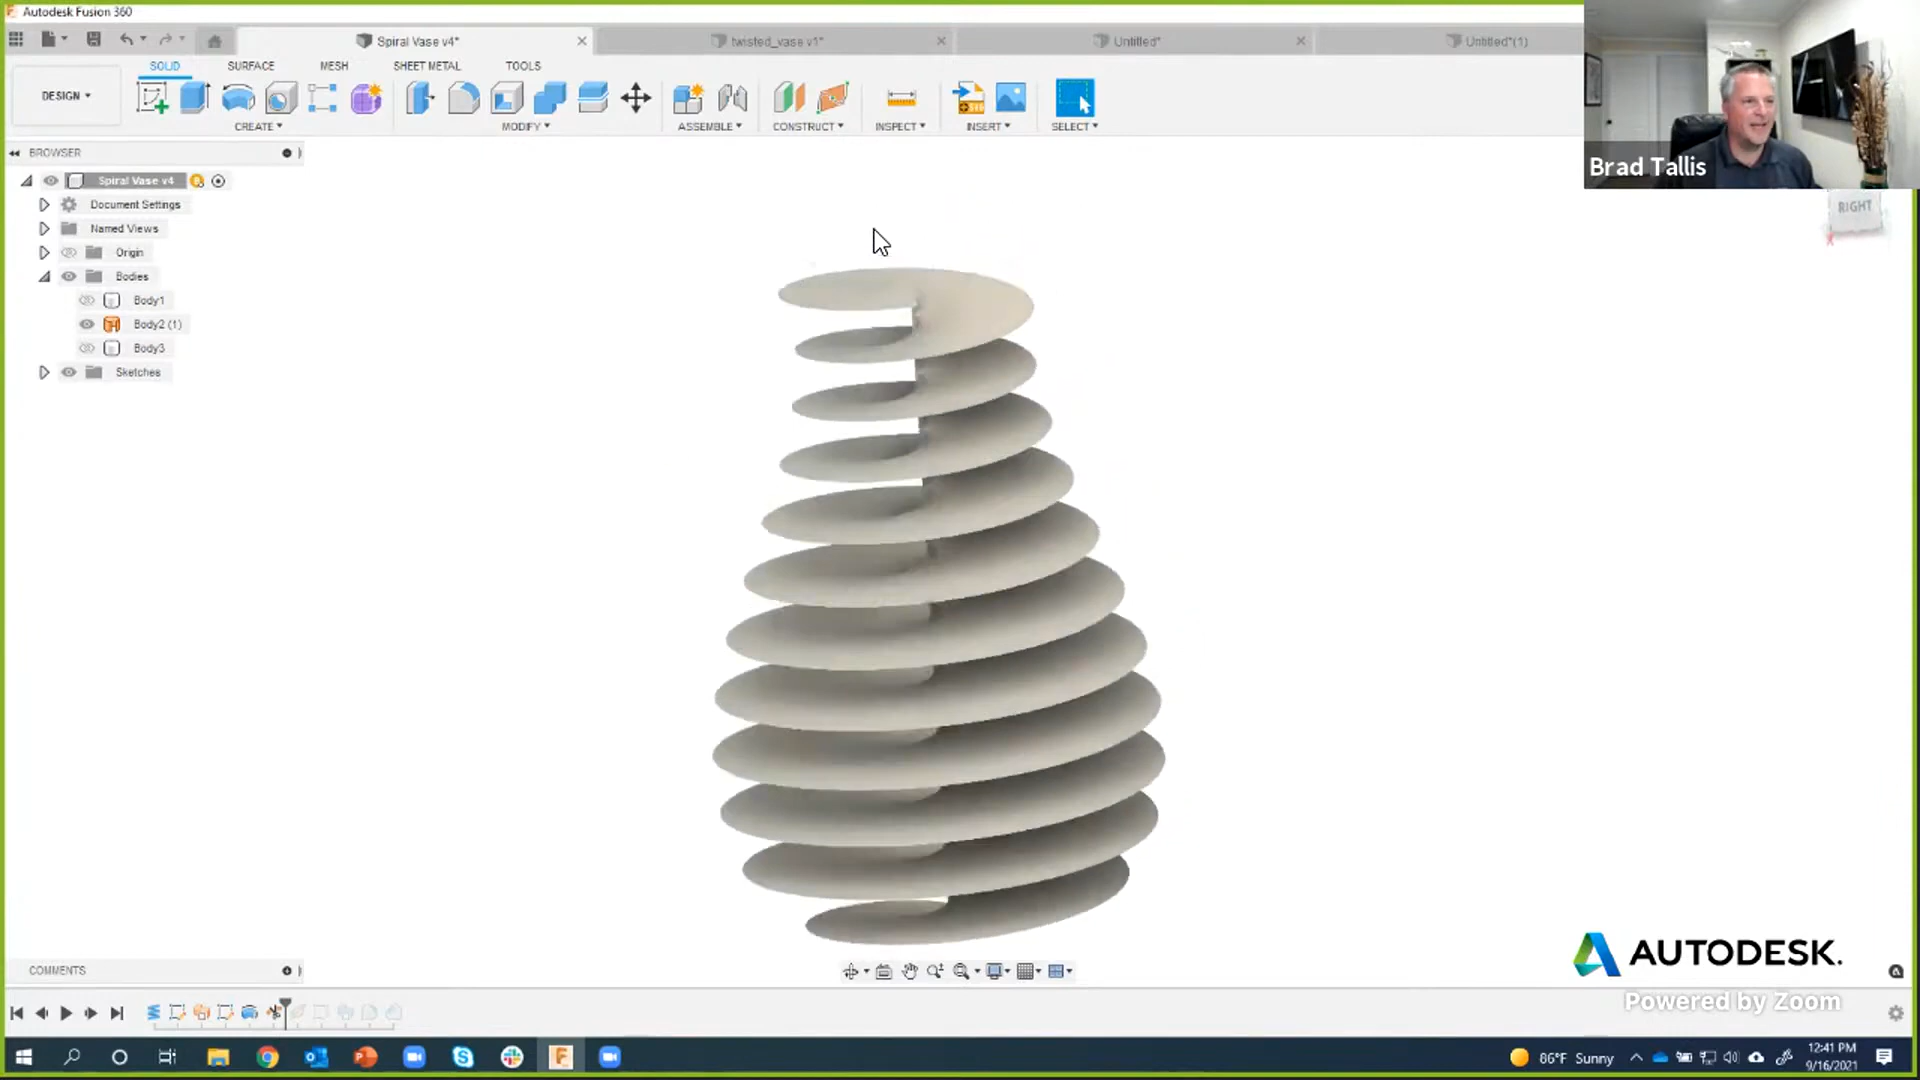 Autodesk Fusion 360
Spiral Vase v4*
twisted_vase v1*
Untitled*
Untitled*(1)
DESIGN
SOLID
SURFACE
MESH
SHEET METAL
TOOLS
CREATE
MODIFY
ASSEMBLE
CONSTRUCT
INSPECT
INSERT
SELECT
Brad Tallis
RIGHT
BROWSER
Spiral Vase v4
Document Settings
Named Views
Origin
Bodies
Body1
Body2 (1)
Body3
Sketches
COMMENTS
AUTODESK.
Powered by Zoom
86°F Sunny
12:41 PM
9/16/2021